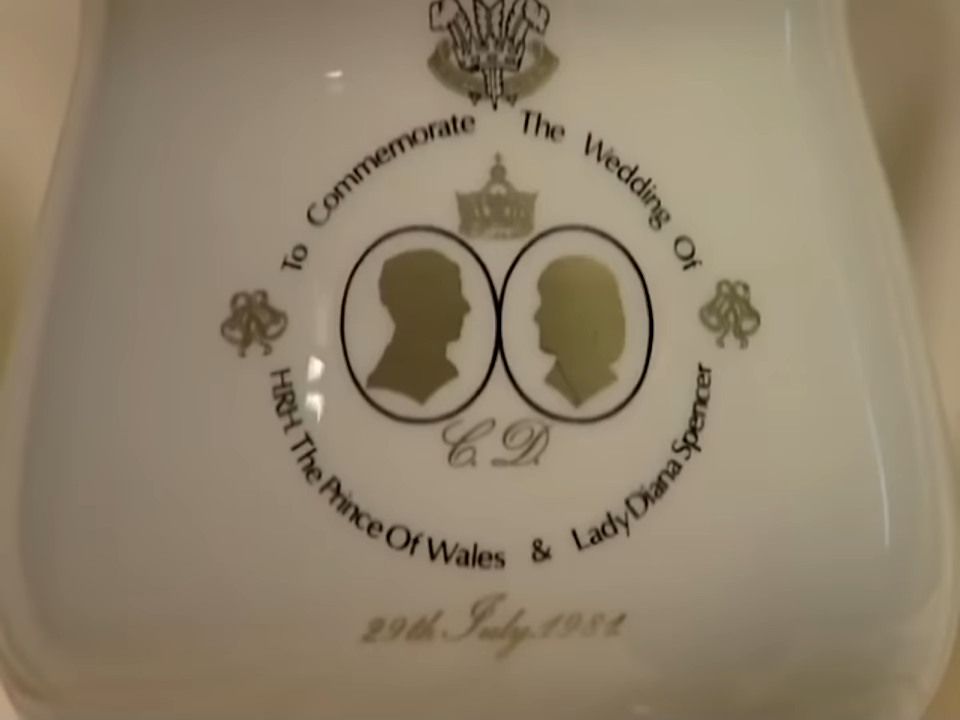 To Commemorate The Wedding Of
HRH The Prince Of Wales & Lady Diana Spencer
C. D.
29th July. 1981